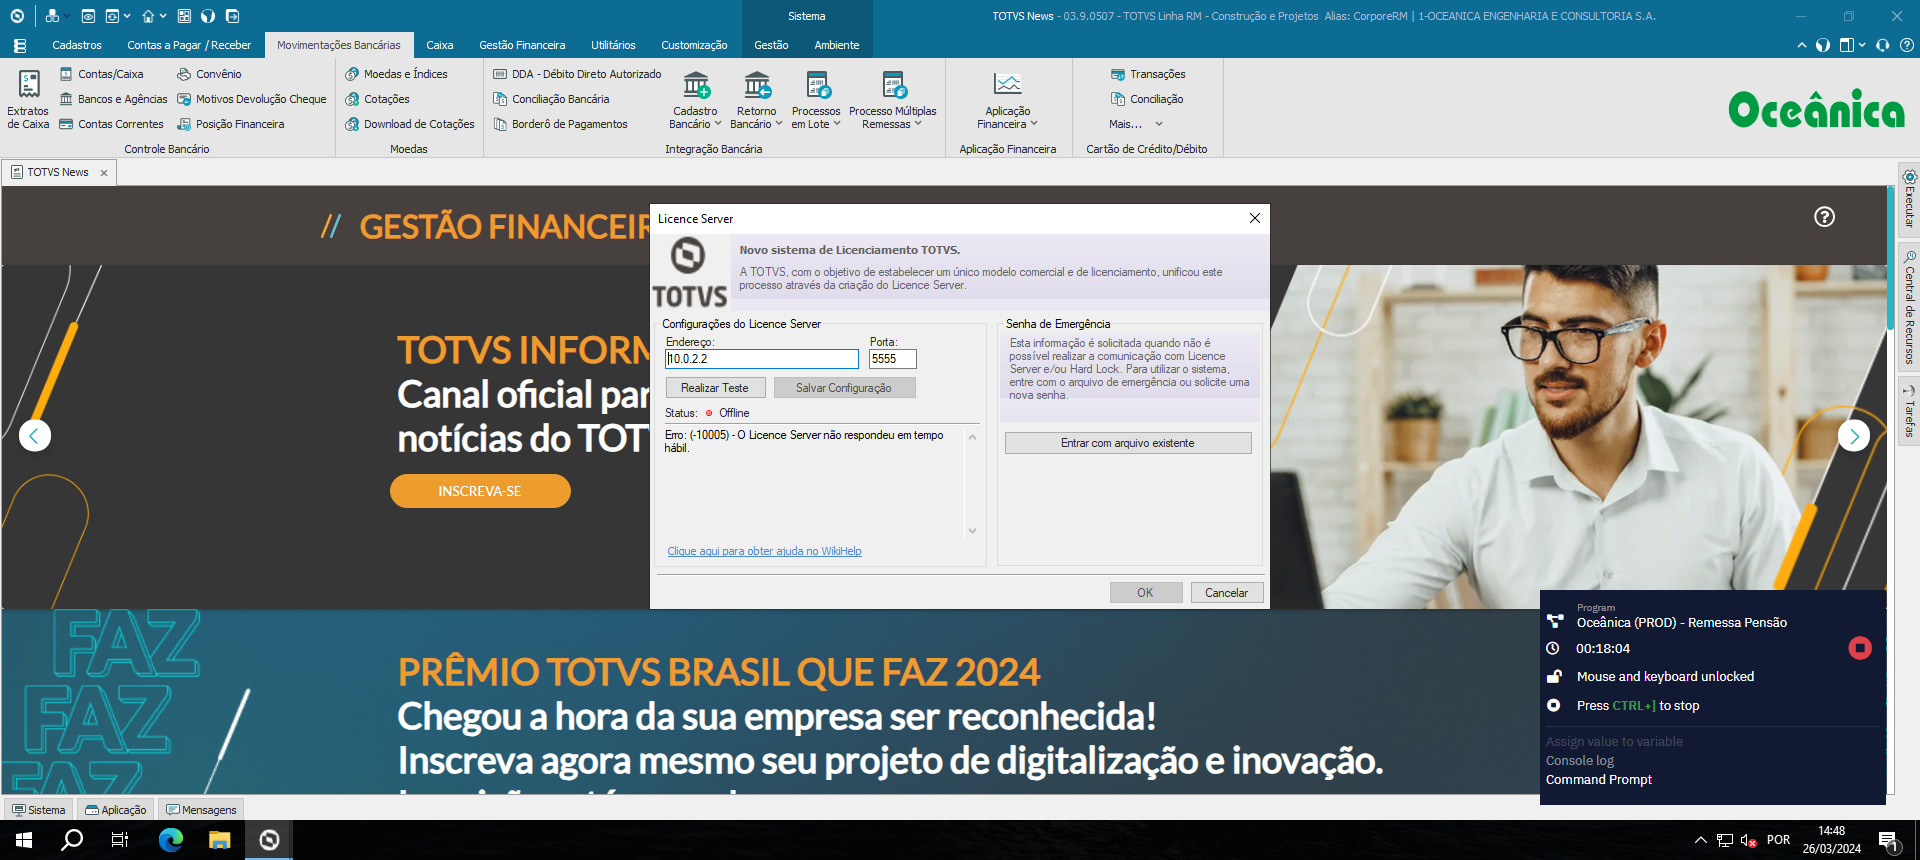 Sistema
TOTVS News - 03.9.0507 - TOTVS Linha RM - Construção e Projetos  Alias: CorporeRM | 1-OCEANICA ENGENHARIA E CONSULTORIA S.A.
Cadastros
Contas a Pagar / Receber
Movimentações Bancárias
Caixa
Gestão Financeira
Utilitários
Customização
Gestão
Ambiente
Extratos
de Caixa
Contas/Caixa
Bancos e Agências
Contas Correntes
Convênio
Motivos Devolução Cheque
Posição Financeira
Controle Bancário
Moedas e Índices
Cotações
Download de Cotações
Moedas
DDA - Débito Direto Autorizado
Conciliação Bancária
Borderô de Pagamentos
Cadastro
Bancário
Retorno
Bancário
Processos
em Lote
Processo Múltiplas
Remessas
Integração Bancária
Aplicação
Financeira
Aplicação Financeira
Transações
Conciliação
Mais...
Cartão de Crédito/Débito
Oceânica
TOTVS News
Executar
Central de Recursos
Tarefas
// GESTÃO FINANCEIR
TOTVS INFORM
Canal oficial par
notícias do TOTV
INSCREVA-SE
Licence Server
TOTVS
Novo sistema de Licenciamento TOTVS.
A TOTVS, com o objetivo de estabelecer um único modelo comercial e de licenciamento, unificou este
processo através da criação do Licence Server.
Configurações do Licence Server
Endereço:
Porta:
10.0.2.2
5555
Realizar Teste
Salvar Configuração
Status:
Offline
Erro: (-10005) - O Licence Server não respondeu em tempo
hábil.
Clique aqui para obter ajuda no WikiHelp
Senha de Emergência
Esta informação é solicitada quando não é
possível realizar a comunicação com Licence
Server e/ou Hard Lock. Para utilizar o sistema,
entre com o arquivo de emergência ou solicite uma
nova senha.
Entrar com arquivo existente
OK
Cancelar
FAZ
FAZ
FAZ
PRÊMIO TOTVS BRASIL QUE FAZ 2024
Chegou a hora da sua empresa ser reconhecida!
Inscreva agora mesmo seu projeto de digitalização e inovação.
Program
Oceânica (PROD) - Remessa Pensão
00:18:04
Mouse and keyboard unlocked
Press CTRL+] to stop
Assign value to variable
Console log
Command Prompt
Sistema
Aplicação
Mensagens
POR
14:48
26/03/2024
1